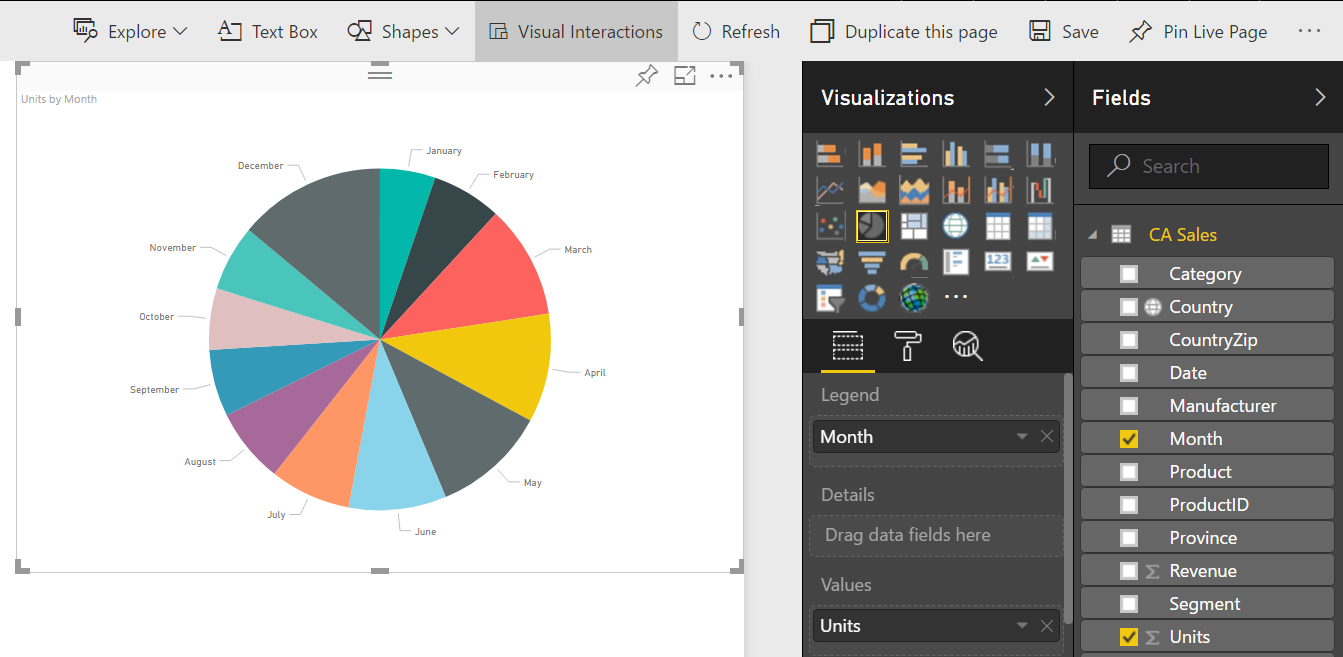 Explore Text Box Shapes Visual Interactions Refresh Duplicate this page Save Pin Live Page ...
Units by Month
January
February
March
April
May
June
July
August
September
October
November
December
Visualizations
123
...
Legend
Month
Details
Drag data fields here
Values
Units
Fields
Search
CA Sales
Category
Country
CountryZip
Date
Manufacturer
Month
Product
ProductID
Province
Revenue
Segment
Units